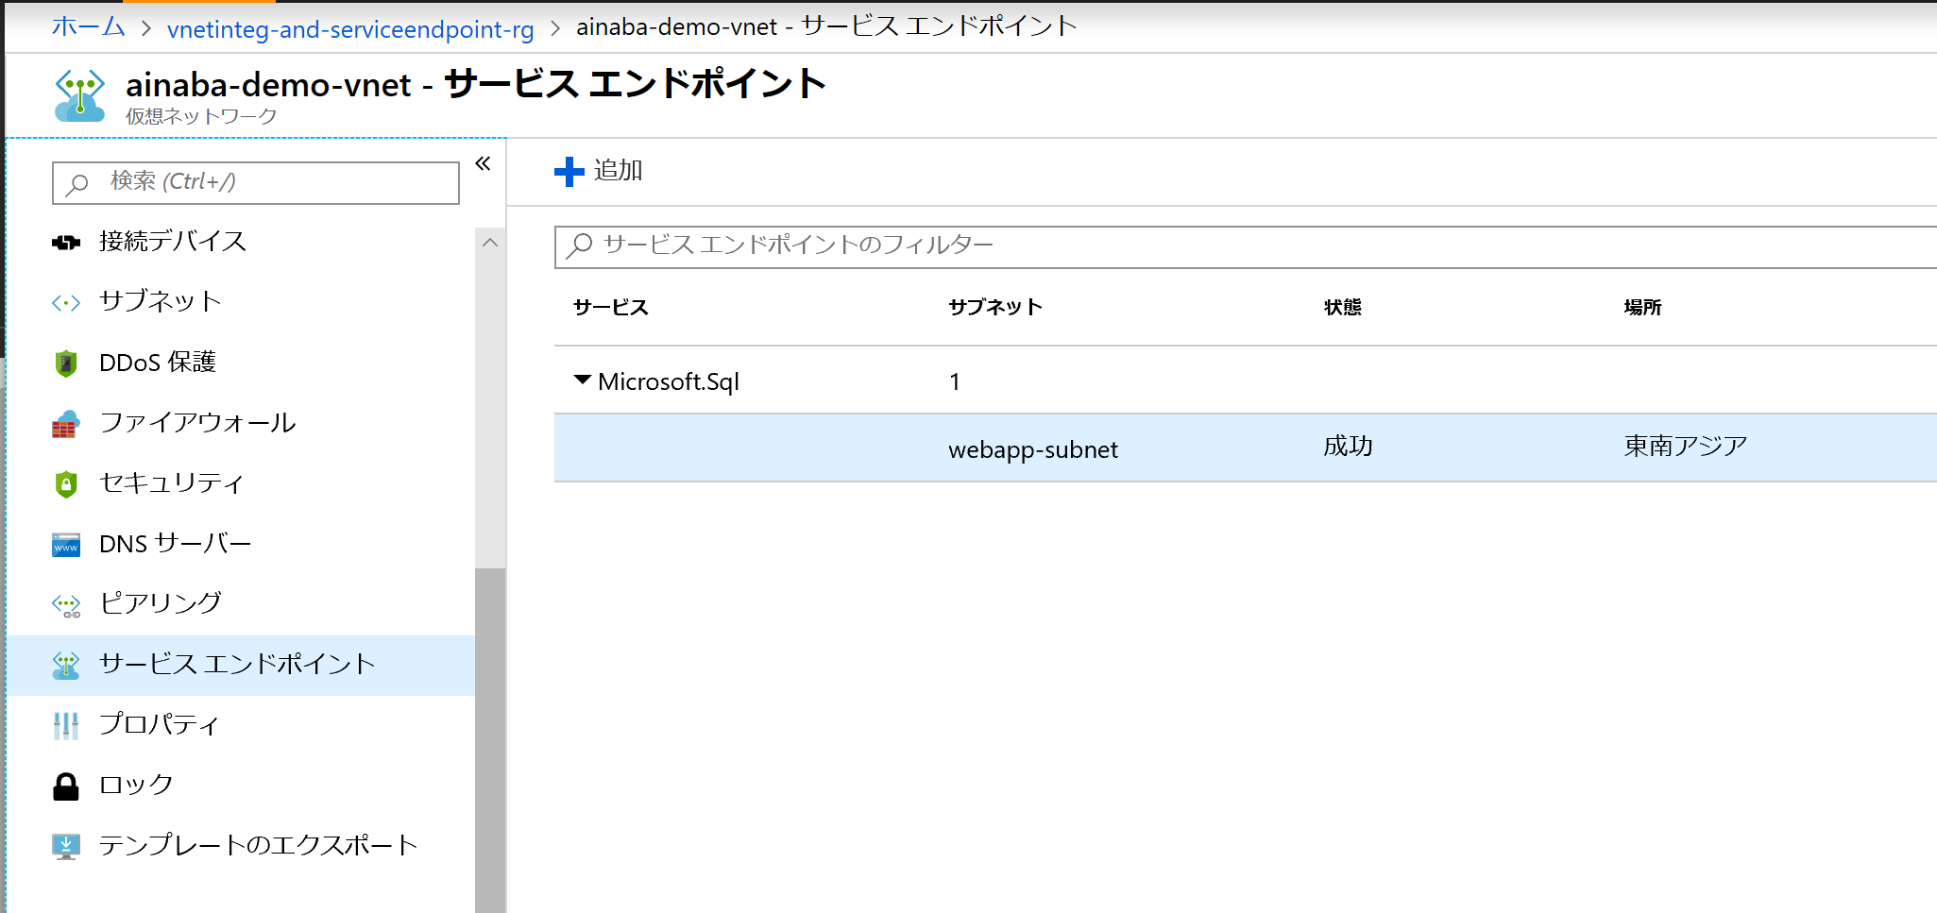 ホーム > vnetinteg-and-serviceendpoint-rg > ainaba-demo-vnet - サービス エンドポイント
ainaba-demo-vnet - サービス エンドポイント
仮想ネットワーク
検索 (Ctrl+/)
«
接続デバイス
サブネット
DDoS 保護
ファイアウォール
セキュリティ
DNS サーバー
ピアリング
サービス エンドポイント
プロパティ
ロック
テンプレートのエクスポート
追加
サービス エンドポイントのフィルター
サービス サブネット 状態 場所
Microsoft.Sql 1
webapp-subnet 成功 東南アジア